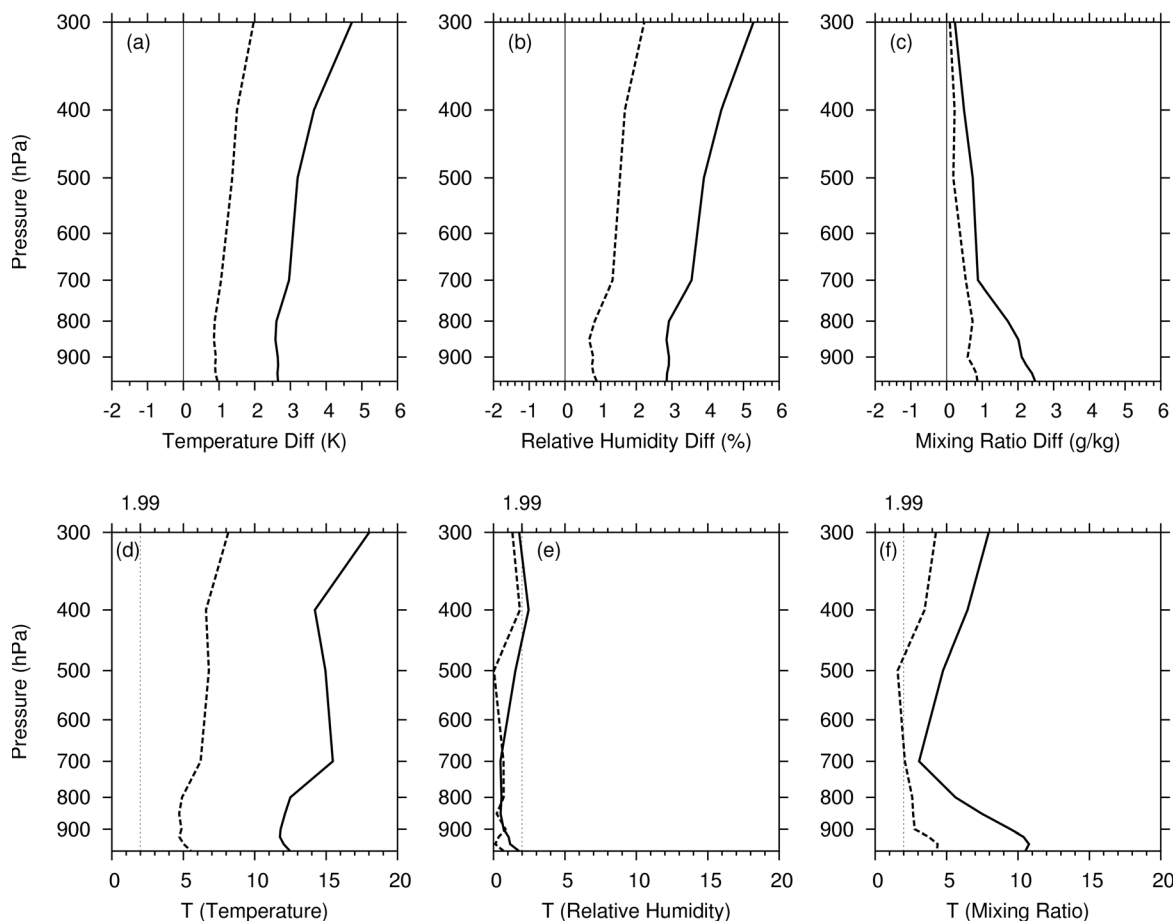 300
400
500
600
700
800
900
Pressure (hPa)
(a)
-2 -1 0 1 2 3 4 5 6
Temperature Diff (K)
300
400
500
600
700
800
900
(b)
-2 -1 0 1 2 3 4 5 6
Relative Humidity Diff (%)
300
400
500
600
700
800
900
(c)
-2 -1 0 1 2 3 4 5 6
Mixing Ratio Diff (g/kg)
1.99
300
400
500
600
700
800
900
Pressure (hPa)
(d)
0 5 10 15 20
T (Temperature)
1.99
300
400
500
600
700
800
900
(e)
0 5 10 15 20
T (Relative Humidity)
1.99
300
400
500
600
700
800
900
(f)
0 5 10 15 20
T (Mixing Ratio)